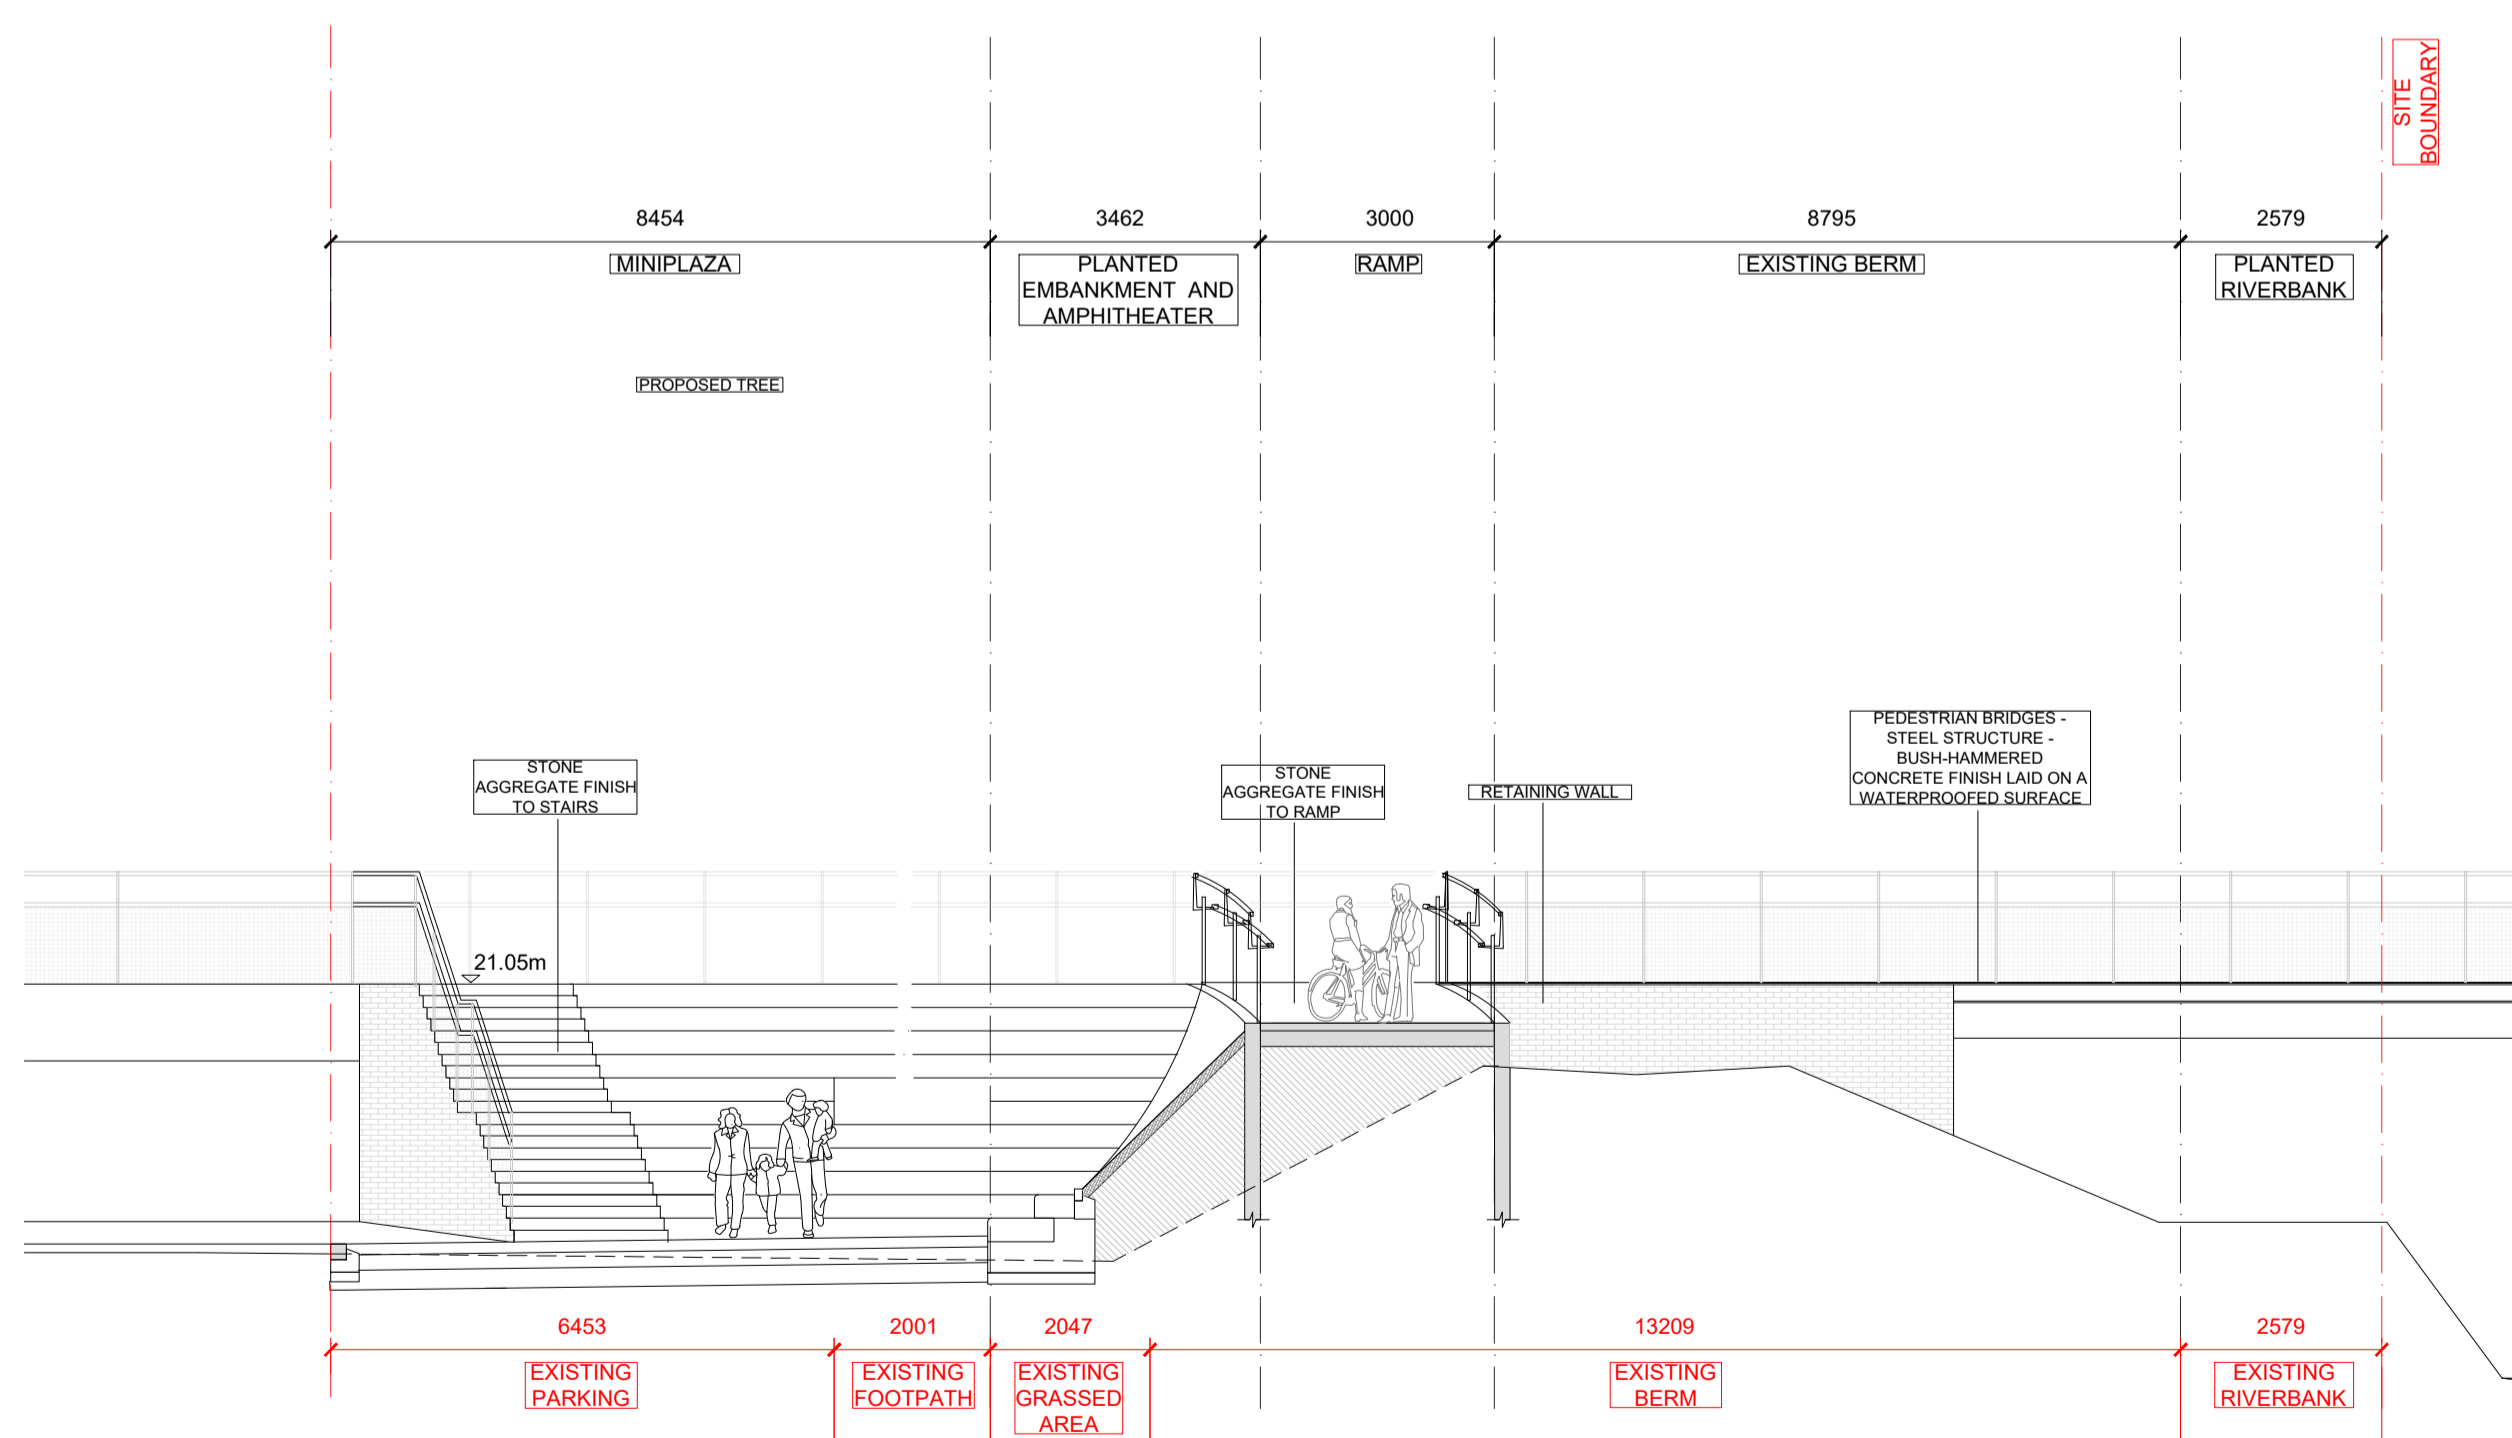 SITE
BOUNDARY
8454
3462
3000
8795
2579
MINIPLAZA
PLANTED
EMBANKMENT AND
AMPHITHEATER
RAMP
EXISTING BERM
PLANTED
RIVERBANK
PROPOSED TREE
STONE
AGGREGATE FINISH
TO STAIRS
STONE
AGGREGATE FINISH
TO RAMP
RETAINING WALL
PEDESTRIAN BRIDGES -
STEEL STRUCTURE -
BUSH-HAMMERED
CONCRETE FINISH LAID ON A
WATERPROOFED SURFACE
21.05m
6453
2001
2047
13209
2579
EXISTING
PARKING
EXISTING
FOOTPATH
EXISTING
GRASSED
AREA
EXISTING
BERM
EXISTING
RIVERBANK